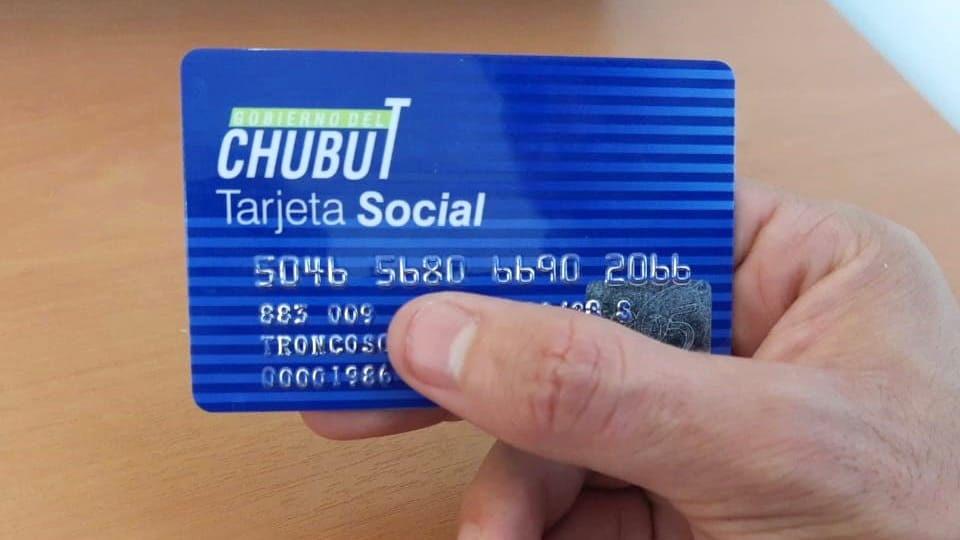 GOBIERNO DEL
CHUBUT
Tarjeta Social
5046 5680 6690 2066
883 009
TRONCOSO
00001986